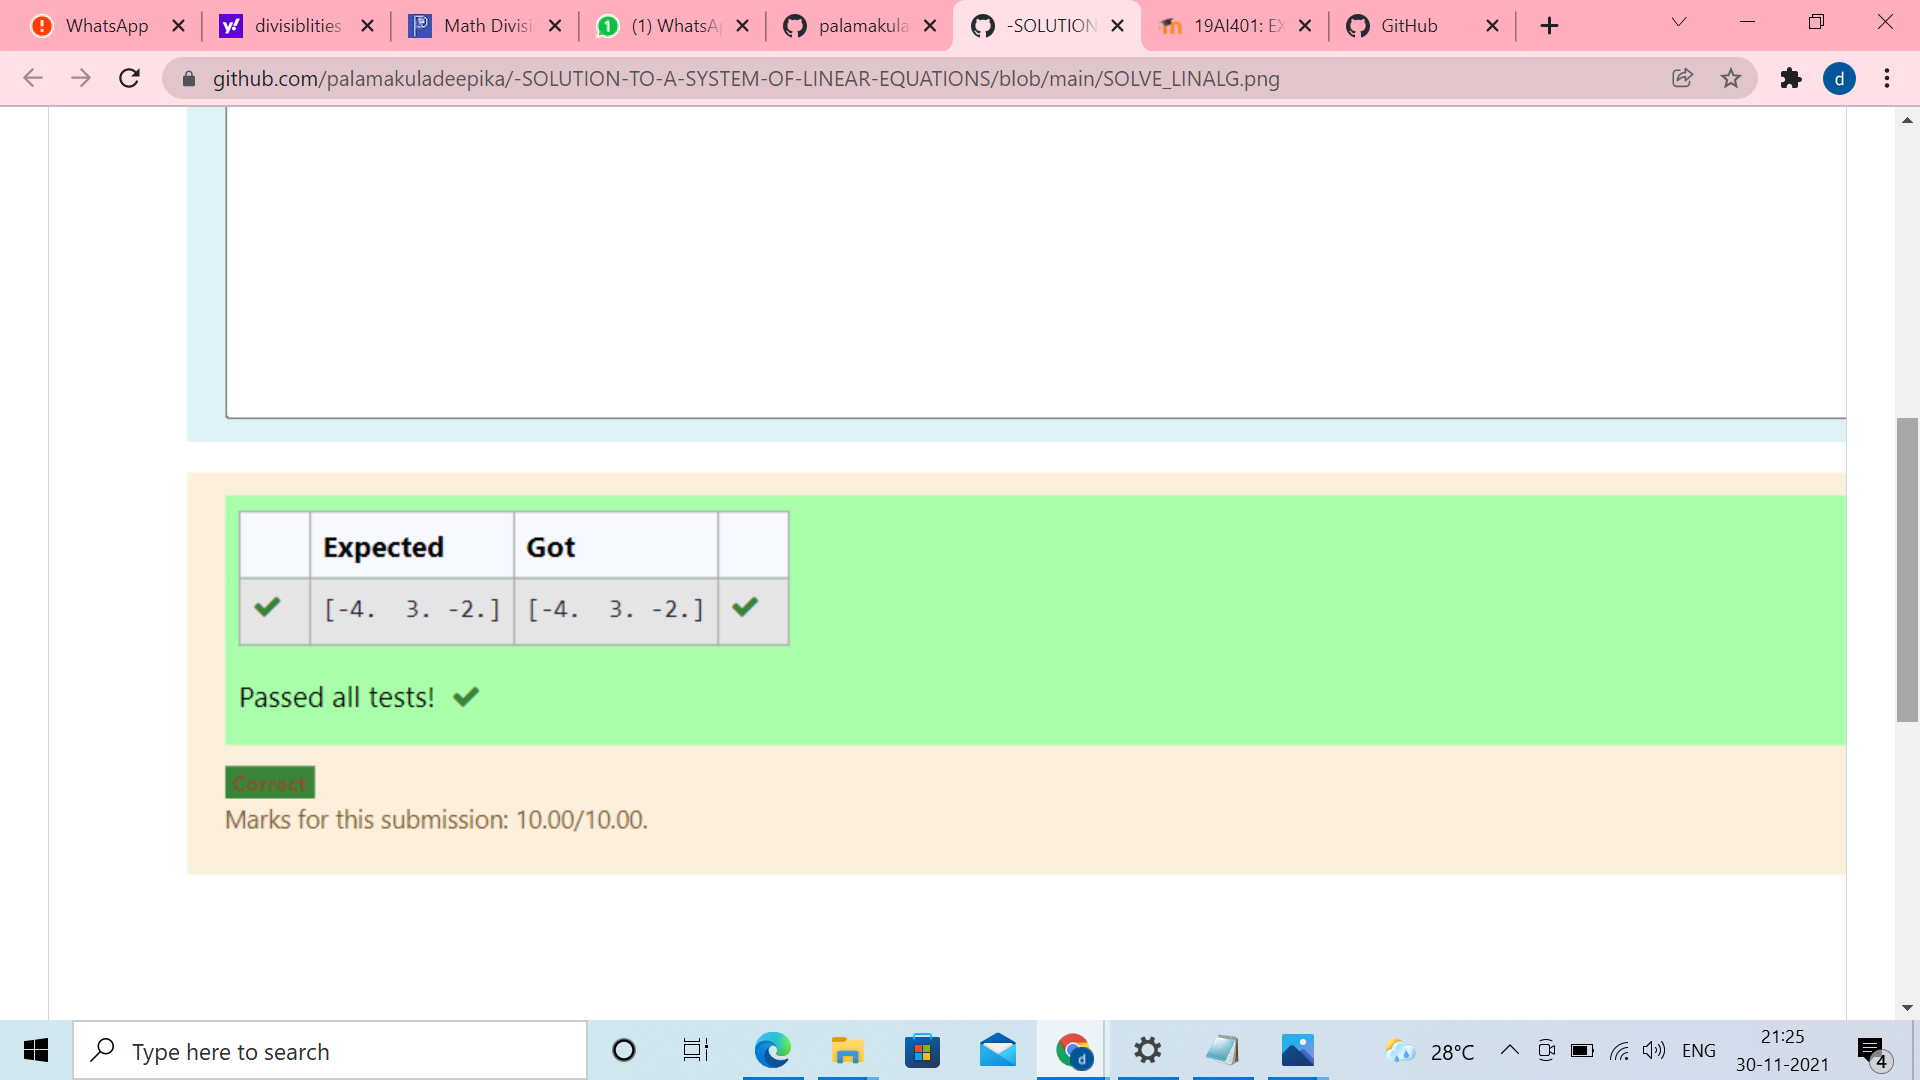 WhatsApp
divisiblities
Math Divisi
(1) WhatsAp
palamakula
-SOLUTION
19AI401: EX
GitHub
github.com/palamakuladeepika/-SOLUTION-TO-A-SYSTEM-OF-LINEAR-EQUATIONS/blob/main/SOLVE_LINALG.png
d
Expected Got
[-4.  3. -2.] [-4.  3. -2.]
Passed all tests!
Correct
Marks for this submission: 10.00/10.00.
Type here to search
d
28°C
ENG
21:25
30-11-2021
4